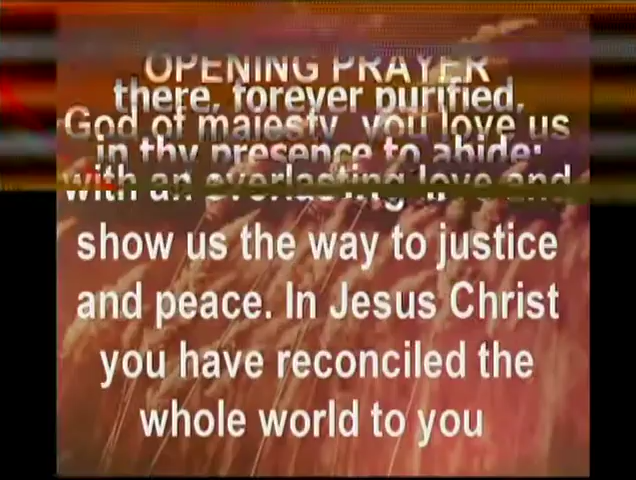 OPENING PRAYER
there, forever purified,
God of majesty you love us
in thy presence to abide;
with an everlasting love and
show us the way to justice
and peace. In Jesus Christ
you have reconciled the
whole world to you